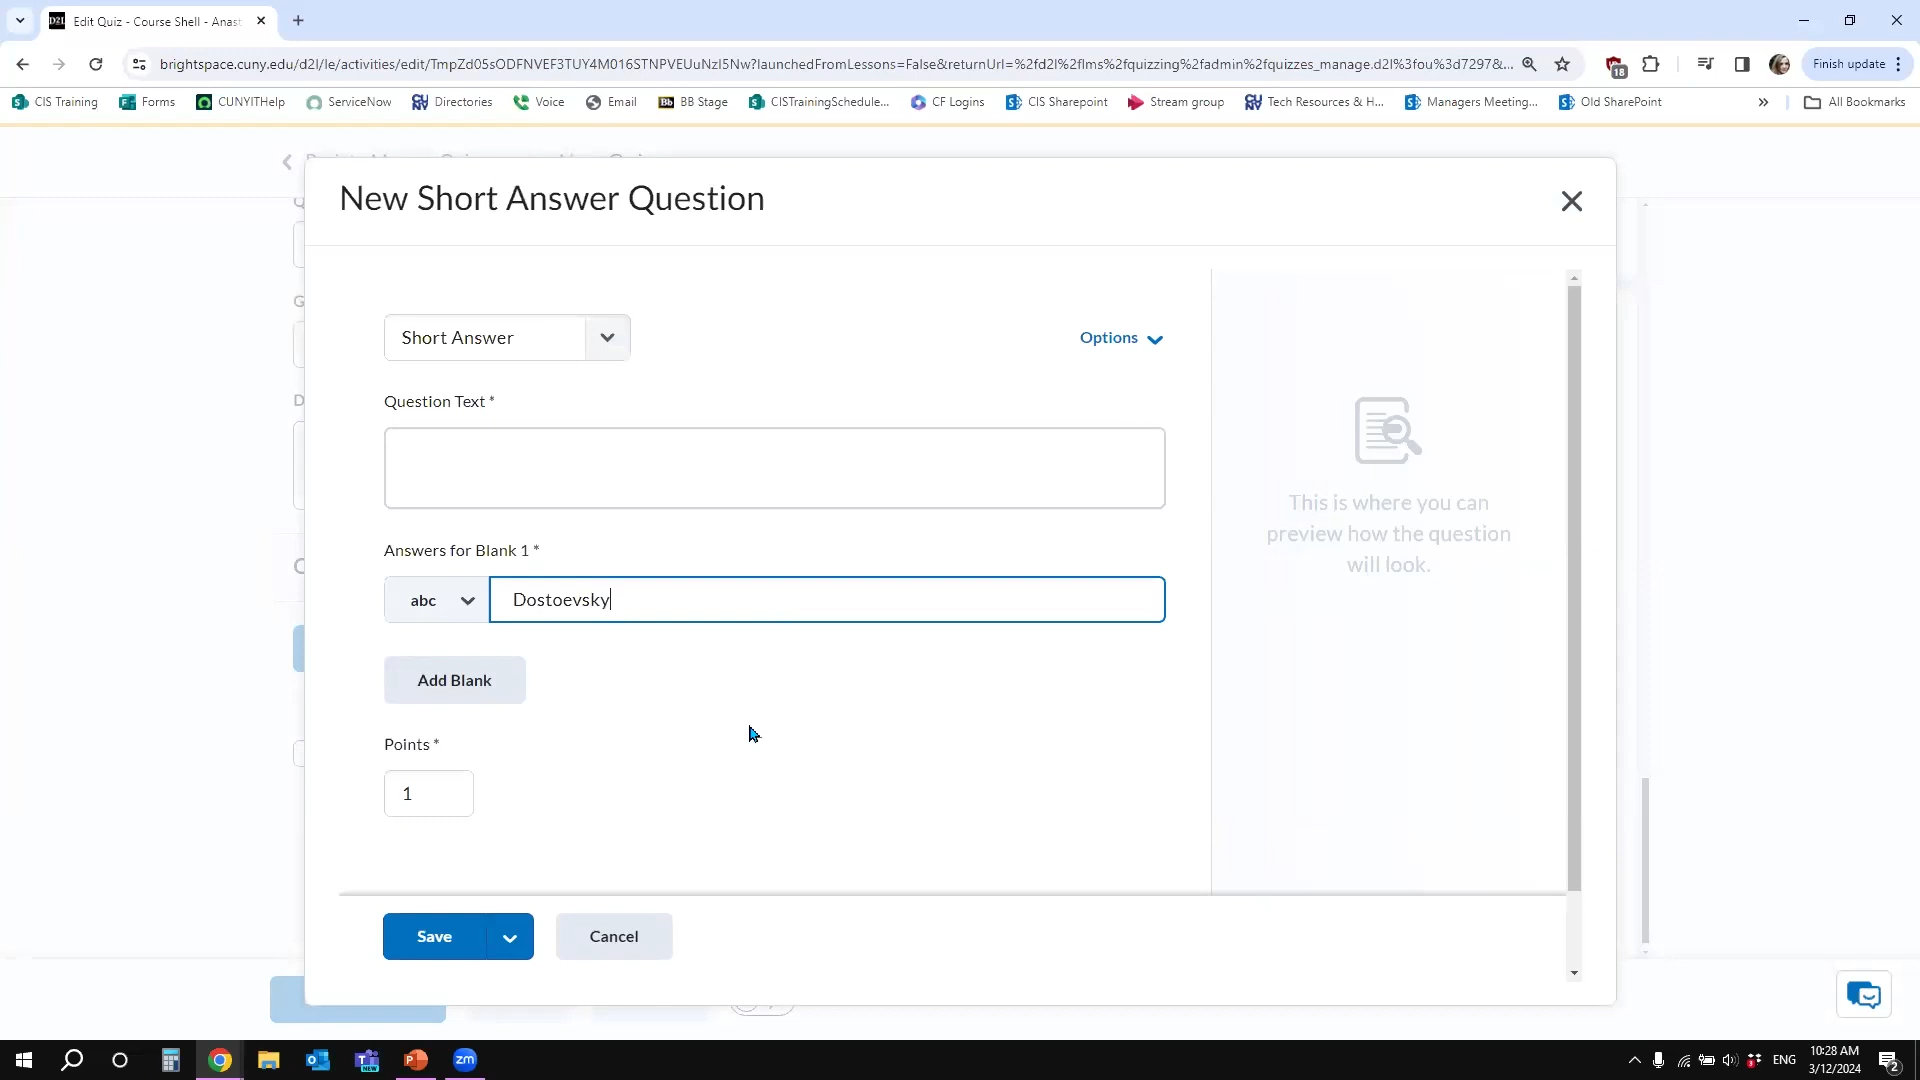 Edit Quiz - Course Shell - Anast
brightspace.cuny.edu/d2l/le/activities/edit/TmpZd05sODFNVEF3TUY4M016STNPVEUuNzI5Nw?launchedFromLessons=False&returnUrl=%2fd2l%2flms%2fquizzing%2fadmin%2fquizzes_manage.d2l%3fou%3d7297&...
18
Finish update
CIS Training
Forms
CUNYITHelp
ServiceNow
Directories
Voice
Email
BB Stage
CISTrainingSchedule...
CF Logins
CIS Sharepoint
Stream group
Tech Resources & H...
Managers Meeting...
Old SharePoint
All Bookmarks
New Short Answer Question
Short Answer
Options
Question Text *
Answers for Blank 1 *
abc
Dostoevsky
Add Blank
Points *
1
This is where you can
preview how the question
will look.
Save
Cancel
ENG
10:28 AM
3/12/2024
2